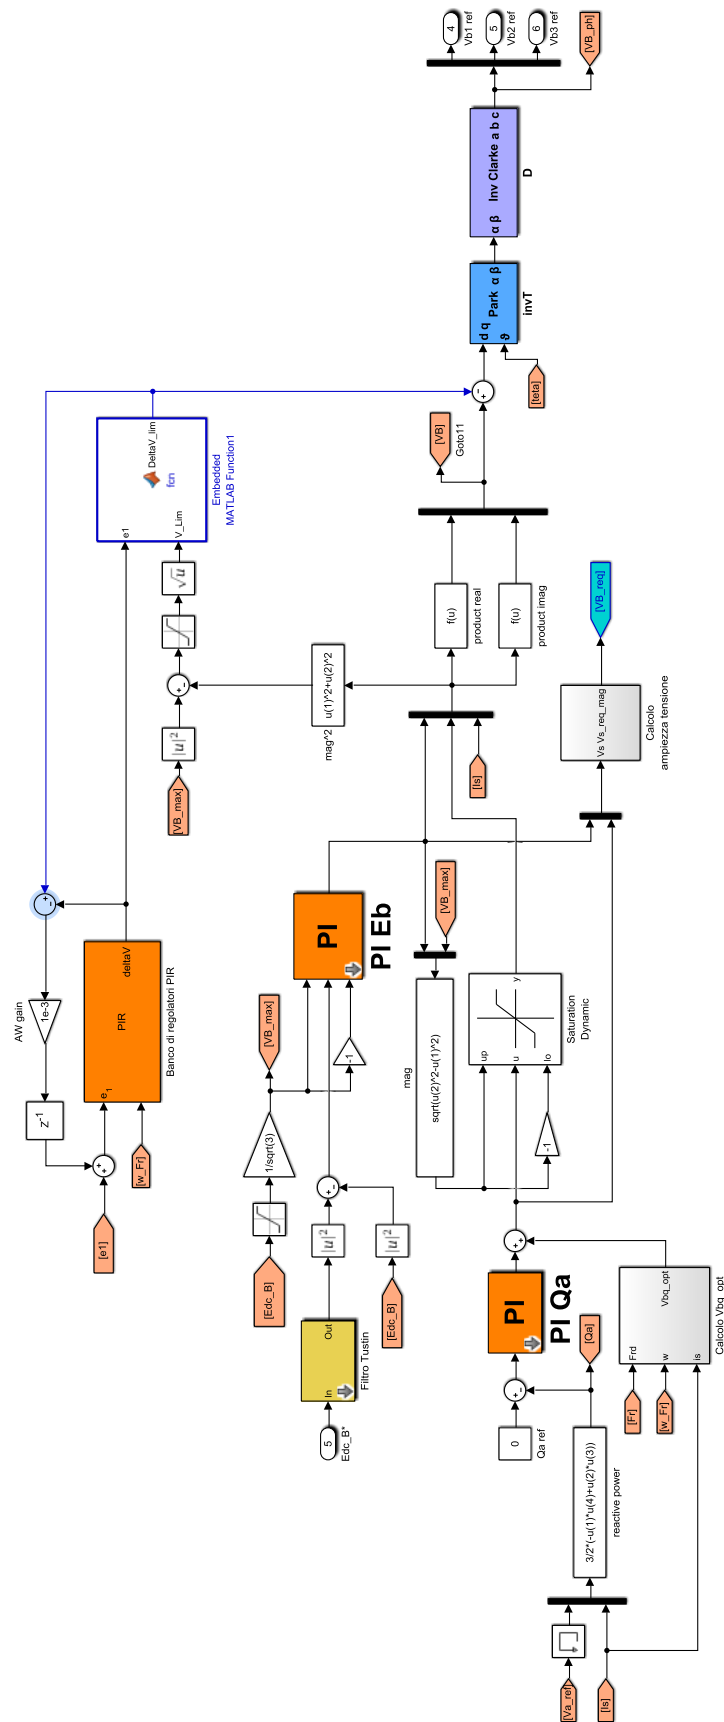 4
Vb1 ref
5
Vb2 ref
6
Vb3 ref
[VB_ph]
α β Inv Clarke a b c
D
d q
Park α β
ϑ
invT
[teta]
[VB]
Goto11
e1
V_Lim
DeltaV_lim
fcn
Embedded
MATLAB Function1
√u
|u|^2
[VB_max]
u(1)^2+u(2)^2
mag^2
f(u)
product real
f(u)
product imag
[VB_req]
Vs Vs_req_mag
Calcolo
ampiezza tensione
[Is]
AW gain
1e-3
Z^-1
e1
PIR
deltaV
Banco di regolatori PIR
[w_Fr]
[e1]
PI
PI Eb
[VB_max]
1/sqrt(3)
-1
[Edc_B]
|u|^2
|u|^2
[Edc_B]
In
Out
Filtro Tustin
5
Edc_B*
[VB_max]
mag
sqrt(u(2)^2-u(1)^2)
up
u
lo
y
Saturation
Dynamic
-1
PI
PI Qa
0
Qa ref
[Qa]
3/2*(-u(1)*u(4)+u(2)*u(3))
reactive power
Frd
w
is
Vbq_opt
Calcolo Vbq_opt
[Fr]
[w_Fr]
[Va_ref]
[Is]